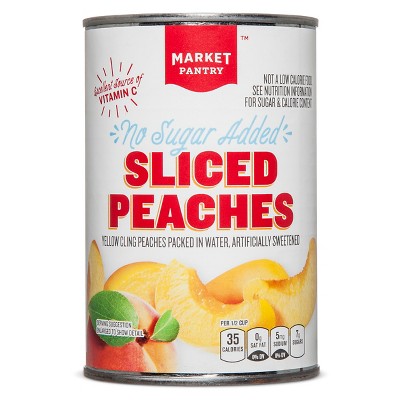 MARKET
PANTRY
™
Excellent Source of
VITAMIN C
NOT A LOW CALORIE FOOD.
SEE NUTRITION INFORMATION
FOR SUGAR & CALORIE CONTENT
No Sugar Added
SLICED
PEACHES
YELLOW CLING PEACHES PACKED IN WATER, ARTIFICIALLY SWEETENED
SERVING SUGGESTION
ENLARGED TO SHOW DETAIL
PER 1/2 CUP
35
CALORIES
0g
SAT FAT
0% DV
5mg
SODIUM
0% DV
7g
SUGARS